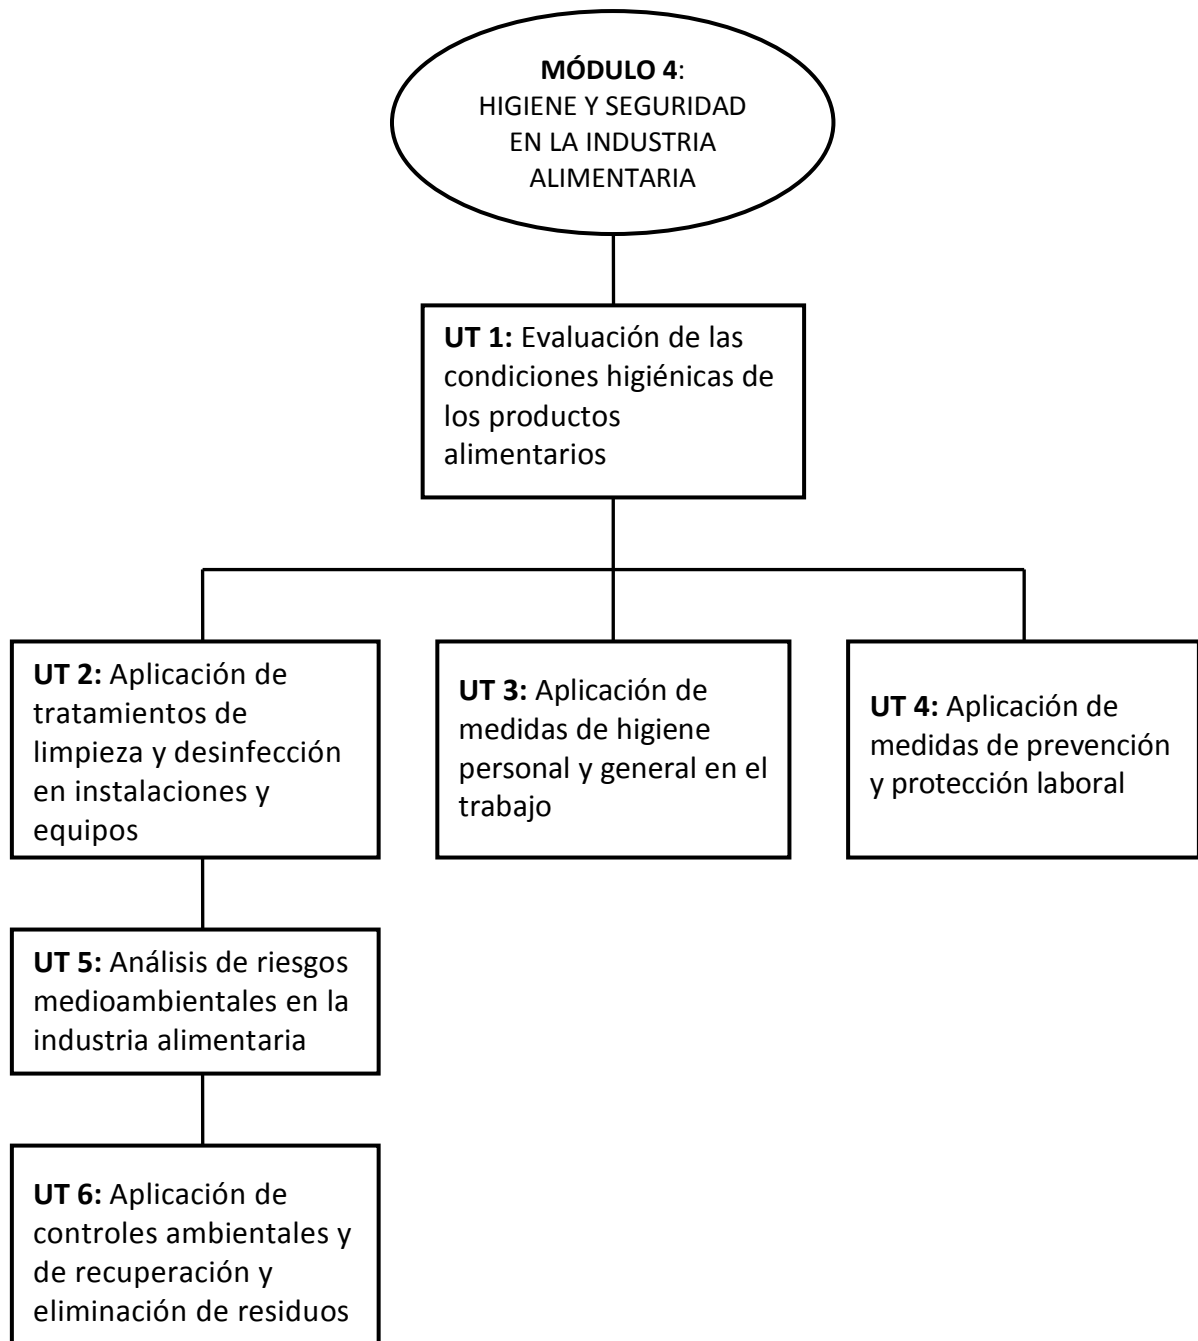 MÓDULO 4:
HIGIENE Y SEGURIDAD
EN LA INDUSTRIA
ALIMENTARIA
UT 1: Evaluación de las
condiciones higiénicas de
los productos
alimentarios
UT 2: Aplicación de
tratamientos de
limpieza y desinfección
en instalaciones y
equipos
UT 3: Aplicación de
medidas de higiene
personal y general en el
trabajo
UT 4: Aplicación de
medidas de prevención
y protección laboral
UT 5: Análisis de riesgos
medioambientales en la
industria alimentaria
UT 6: Aplicación de
controles ambientales y
de recuperación y
eliminación de residuos